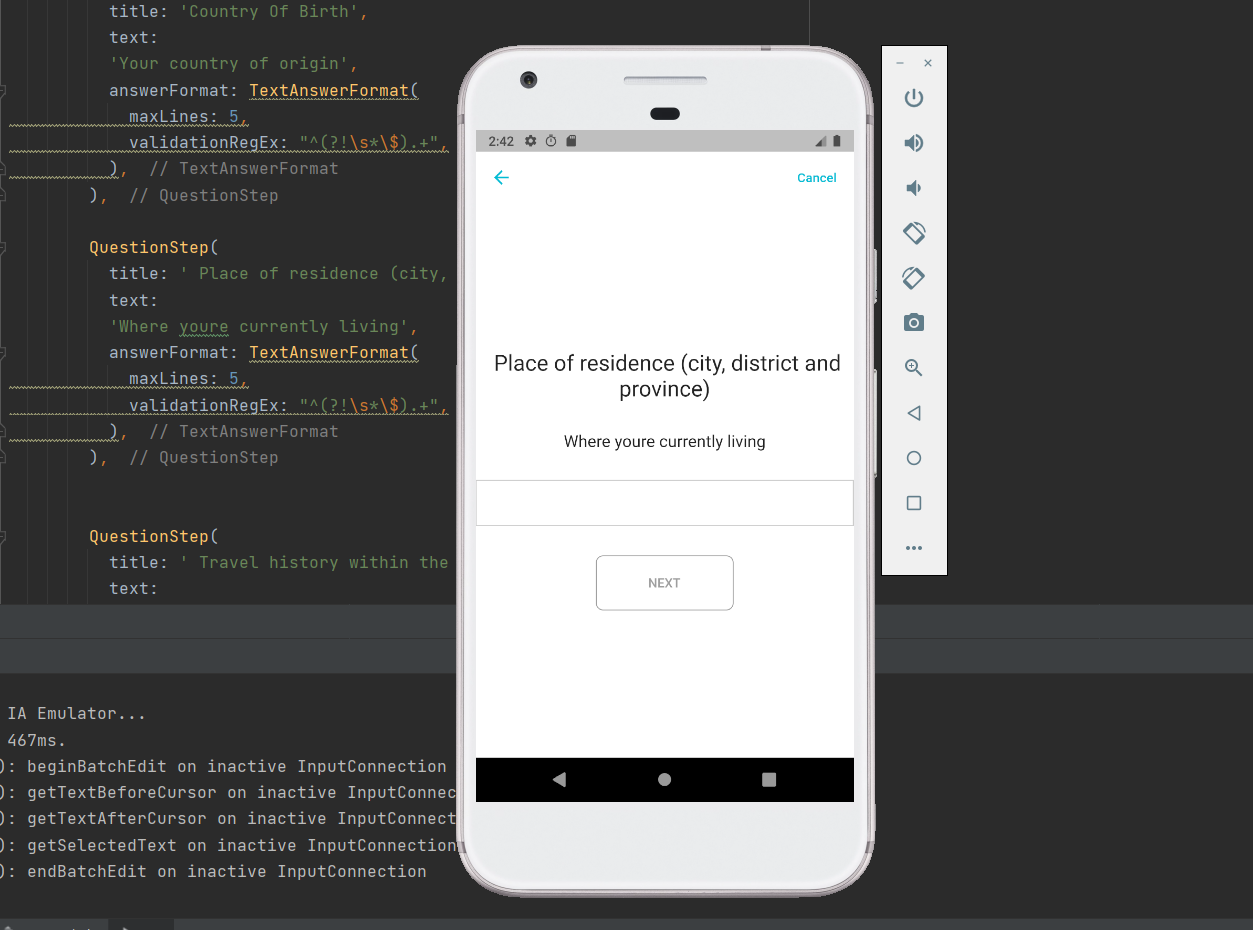 title: 'Country Of Birth',
text:
'Your country of origin',
answerFormat: TextAnswerFormat(
maxLines: 5,
validationRegEx: "^(?!\s*\$).+",
), // TextAnswerFormat
), // QuestionStep
QuestionStep(
title: ' Place of residence (city,
text:
'Where youre currently living',
answerFormat: TextAnswerFormat(
maxLines: 5,
validationRegEx: "^(?!\s*\$).+",
), // TextAnswerFormat
), // QuestionStep
QuestionStep(
title: ' Travel history within the
text:
IA Emulator...
467ms.
): beginBatchEdit on inactive InputConnection
): getTextBeforeCursor on inactive InputConnec
): getTextAfterCursor on inactive InputConnect
): getSelectedText on inactive InputConnection
): endBatchEdit on inactive InputConnection
2:42
Cancel
Place of residence (city, district and
province)
Where youre currently living
NEXT